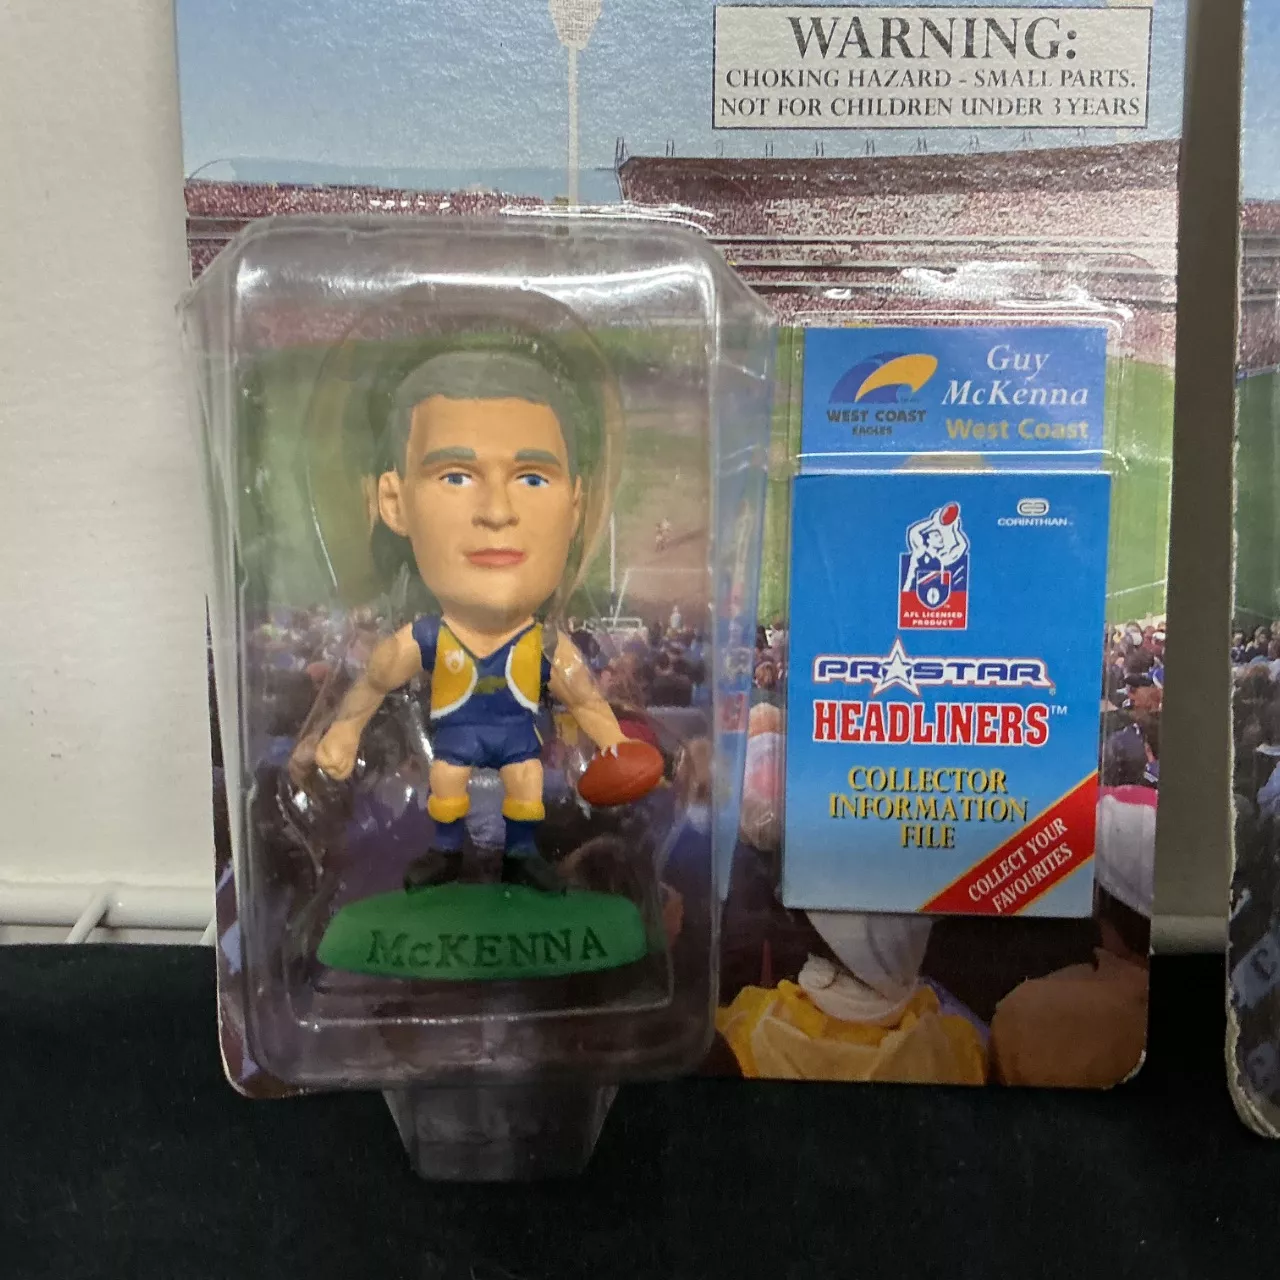 WARNING:
CHOKING HAZARD - SMALL PARTS.
NOT FOR CHILDREN UNDER 3 YEARS
Guy
McKenna
West Coast
WEST COAST
EAGLES
CORINTHIAN
AFL LICENSED
PRODUCT
PROSTAR
HEADLINERS™
COLLECTOR
INFORMATION
FILE
COLLECT YOUR
FAVOURITES
McKENNA